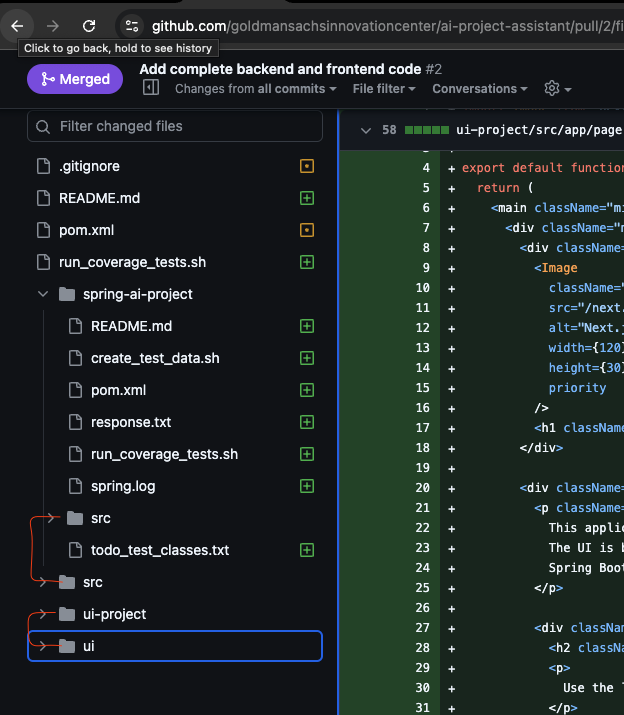 github.com/goldmansachsinnovationcenter/ai-project-assistant/pull/2/fi
Click to go back, hold to see history
Merged
Add complete backend and frontend code #2
Changes from all commits
File filter
Conversations
Filter changed files
.gitignore
README.md
pom.xml
run_coverage_tests.sh
spring-ai-project
README.md
create_test_data.sh
pom.xml
response.txt
run_coverage_tests.sh
spring.log
src
todo_test_classes.txt
src
ui-project
ui
58 ui-project/src/app/page
4 + export default function
5 + return (
6 + <main className="mi
7 + <div className="m
8 + <div className=
9 + <Image
10 + className="
11 + src="/next.
12 + alt="Next.j
13 + width={120}
14 + height={30}
15 + priority
16 + />
17 + <h1 className
18 + </div>
19 +
20 + <div className=
21 + <p className=
22 + This applic
23 + The UI is b
24 + Spring Boot
25 + </p>
26 +
27 + <div classNam
28 + <h2 classNa
29 + <p>
30 + Use the
31 + </p>